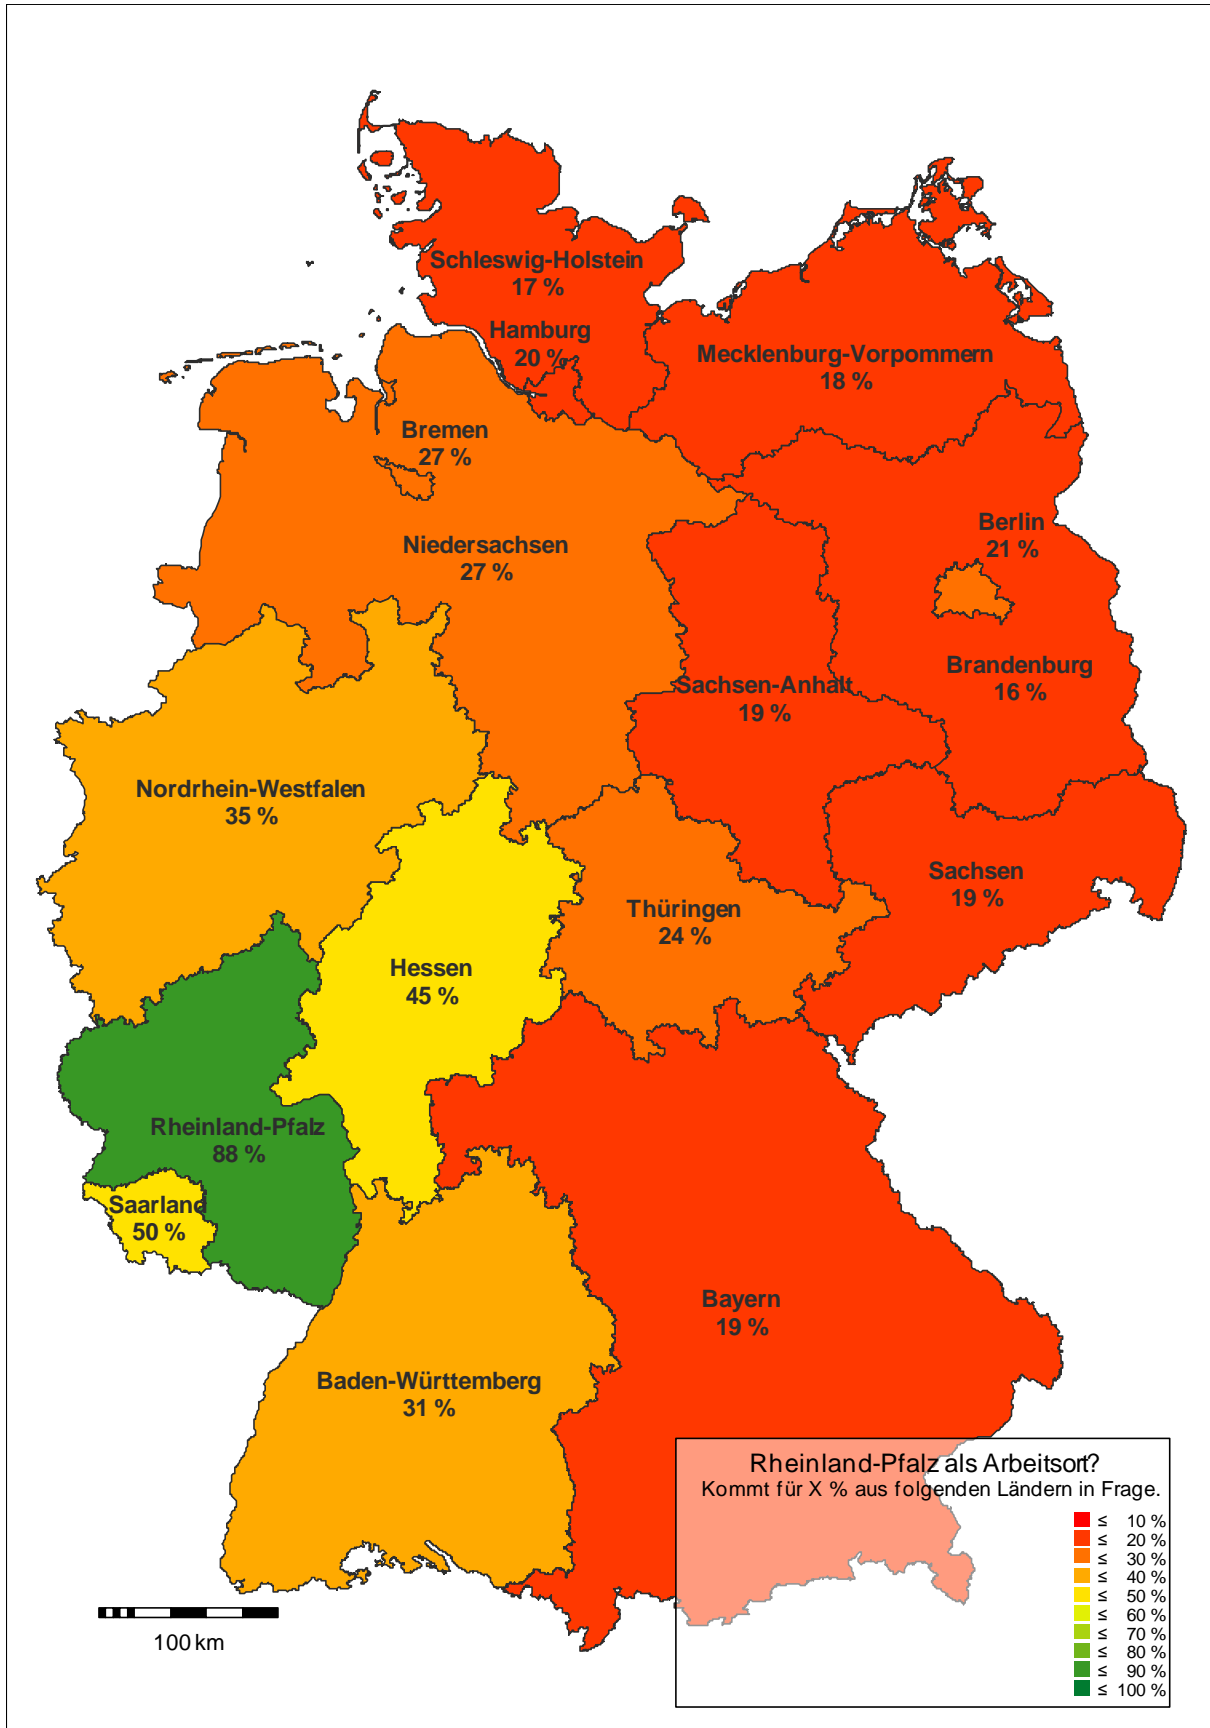 Schleswig-Holstein
17 %
Hamburg
20 %
Mecklenburg-Vorpommern
18 %
Bremen
27 %
Berlin
21 %
Niedersachsen
27 %
Brandenburg
16 %
Sachsen-Anhalt
19 %
Nordrhein-Westfalen
35 %
Sachsen
19 %
Thüringen
24 %
Hessen
45 %
Rheinland-Pfalz
88 %
Saarland
50 %
Bayern
19 %
Baden-Württemberg
31 %
Rheinland-Pfalz als Arbeitsort?
Kommt für X % aus folgenden Ländern in Frage.
≤ 10 %
≤ 20 %
≤ 30 %
≤ 40 %
≤ 50 %
≤ 60 %
≤ 70 %
≤ 80 %
≤ 90 %
≤ 100 %
100 km